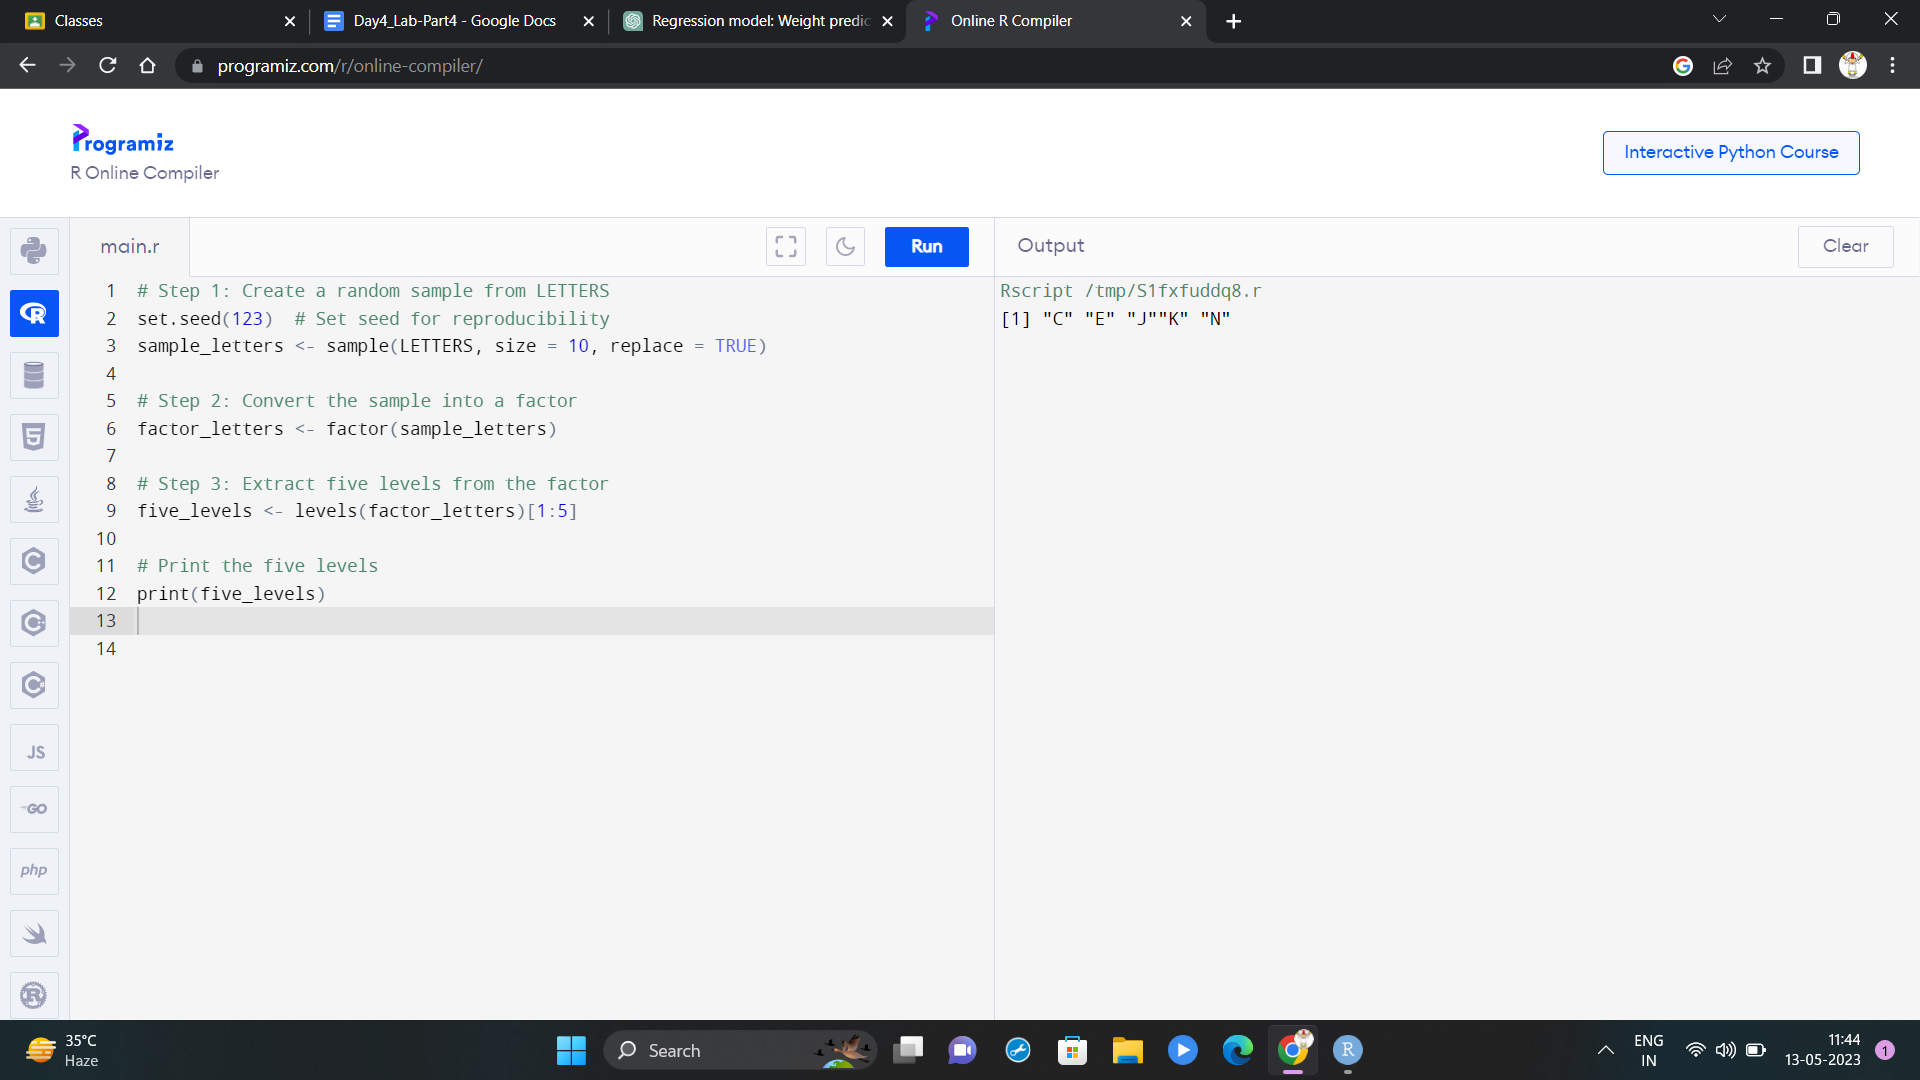 Classes
Day4_Lab-Part4 - Google Docs
Regression model: Weight predic
Online R Compiler
programiz.com/r/online-compiler/
Programiz
R Online Compiler
Interactive Python Course
main.r
Run
Output
Clear
1 # Step 1: Create a random sample from LETTERS
2 set.seed(123)  # Set seed for reproducibility
3 sample_letters <- sample(LETTERS, size = 10, replace = TRUE)
4
5 # Step 2: Convert the sample into a factor
6 factor_letters <- factor(sample_letters)
7
8 # Step 3: Extract five levels from the factor
9 five_levels <- levels(factor_letters)[1:5]
10
11 # Print the five levels
12 print(five_levels)
13
14
Rscript /tmp/S1fxfuddq8.r
[1] "C" "E" "J""K" "N"
JS
GO
php
35°C
Haze
Search
R
ENG
IN
11:44
13-05-2023
1